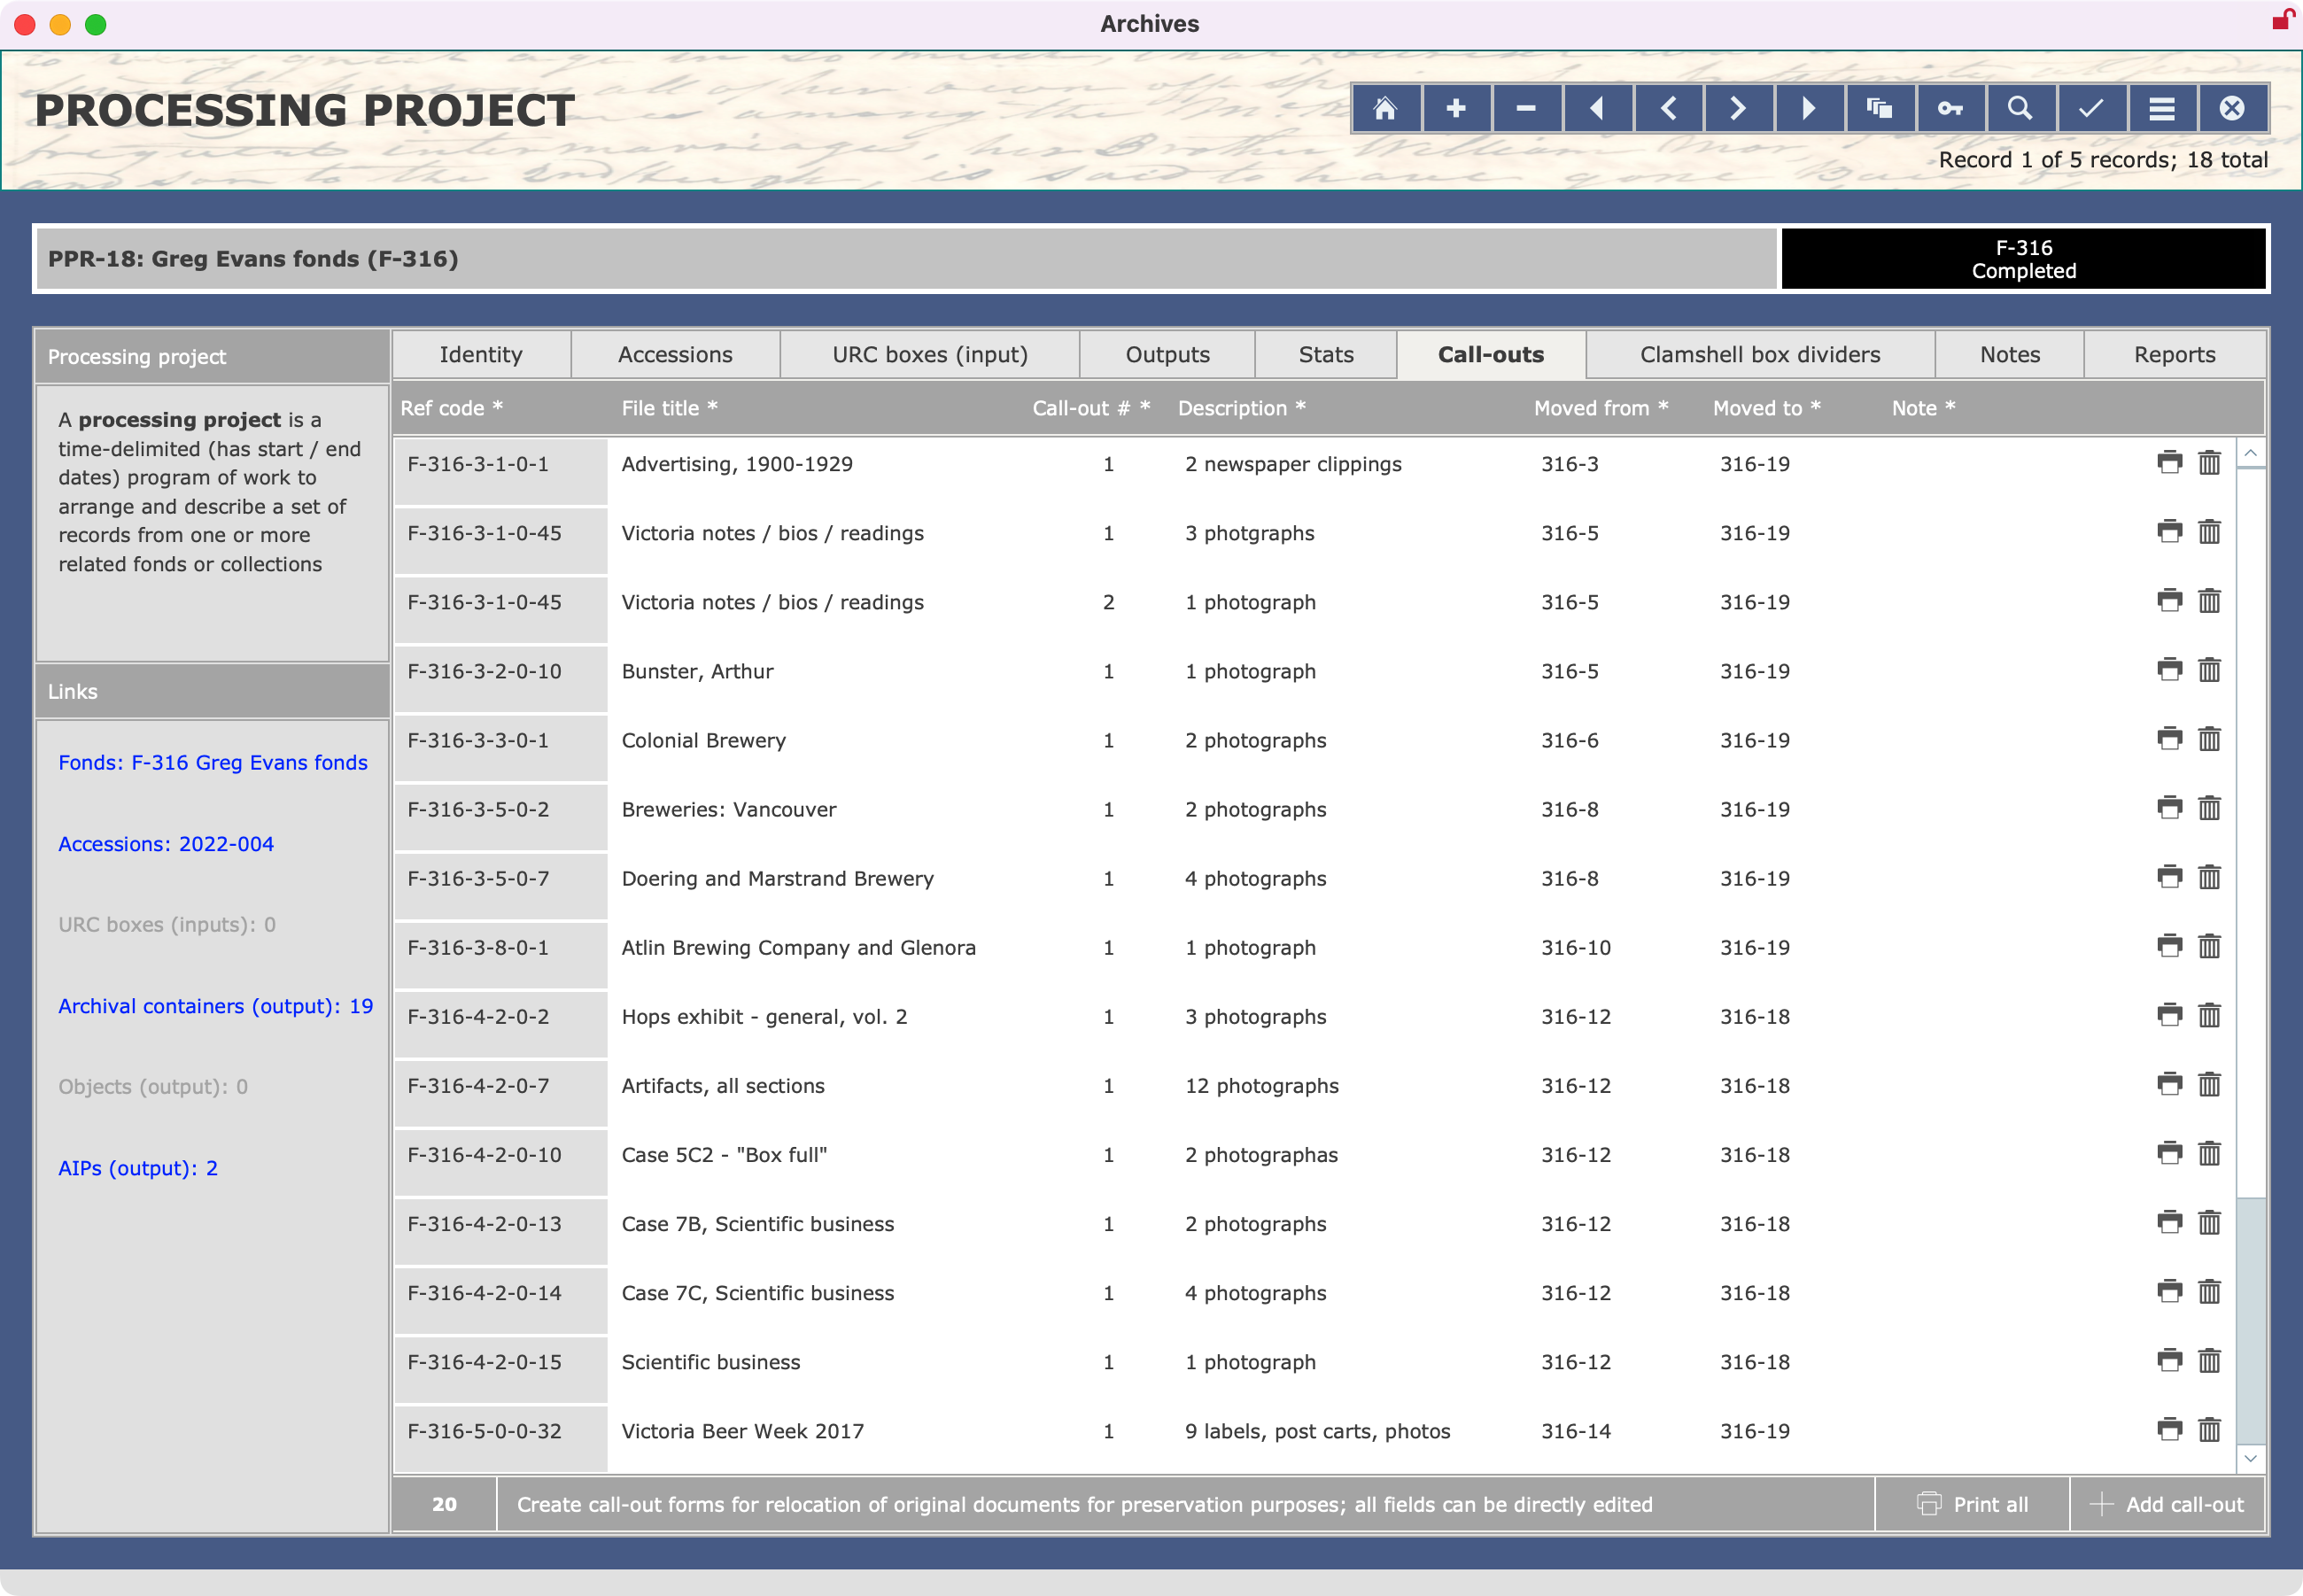 Archives
PROCESSING PROJECT
Record 1 of 5 records; 18 total
PPR-18: Greg Evans fonds (F-316)
F-316
Completed
Processing project
A processing project is a
time-delimited (has start / end
dates) program of work to
arrange and describe a set of
records from one or more
related fonds or collections
Links
Fonds: F-316 Greg Evans fonds
Accessions: 2022-004
URC boxes (inputs): 0
Archival containers (output): 19
Objects (output): 0
AIPs (output): 2
Identity Accessions URC boxes (input) Outputs Stats Call-outs Clamshell box dividers Notes Reports
Ref code * File title * Call-out # * Description * Moved from * Moved to * Note *
F-316-3-1-0-1 Advertising, 1900-1929 1 2 newspaper clippings 316-3 316-19
F-316-3-1-0-45 Victoria notes / bios / readings 1 3 photgraphs 316-5 316-19
F-316-3-1-0-45 Victoria notes / bios / readings 2 1 photograph 316-5 316-19
F-316-3-2-0-10 Bunster, Arthur 1 1 photograph 316-5 316-19
F-316-3-3-0-1 Colonial Brewery 1 2 photographs 316-6 316-19
F-316-3-5-0-2 Breweries: Vancouver 1 2 photographs 316-8 316-19
F-316-3-5-0-7 Doering and Marstrand Brewery 1 4 photographs 316-8 316-19
F-316-3-8-0-1 Atlin Brewing Company and Glenora 1 1 photograph 316-10 316-19
F-316-4-2-0-2 Hops exhibit - general, vol. 2 1 3 photographs 316-12 316-18
F-316-4-2-0-7 Artifacts, all sections 1 12 photographs 316-12 316-18
F-316-4-2-0-10 Case 5C2 - "Box full" 1 2 photographas 316-12 316-18
F-316-4-2-0-13 Case 7B, Scientific business 1 2 photographs 316-12 316-18
F-316-4-2-0-14 Case 7C, Scientific business 1 4 photographs 316-12 316-18
F-316-4-2-0-15 Scientific business 1 1 photograph 316-12 316-18
F-316-5-0-0-32 Victoria Beer Week 2017 1 9 labels, post carts, photos 316-14 316-19
20 Create call-out forms for relocation of original documents for preservation purposes; all fields can be directly edited Print all Add call-out